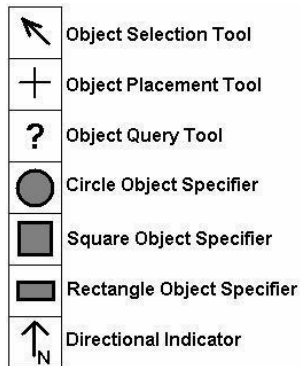 Object Selection Tool
Object Placement Tool
? Object Query Tool
Circle Object Specifier
Square Object Specifier
Rectangle Object Specifier
N Directional Indicator